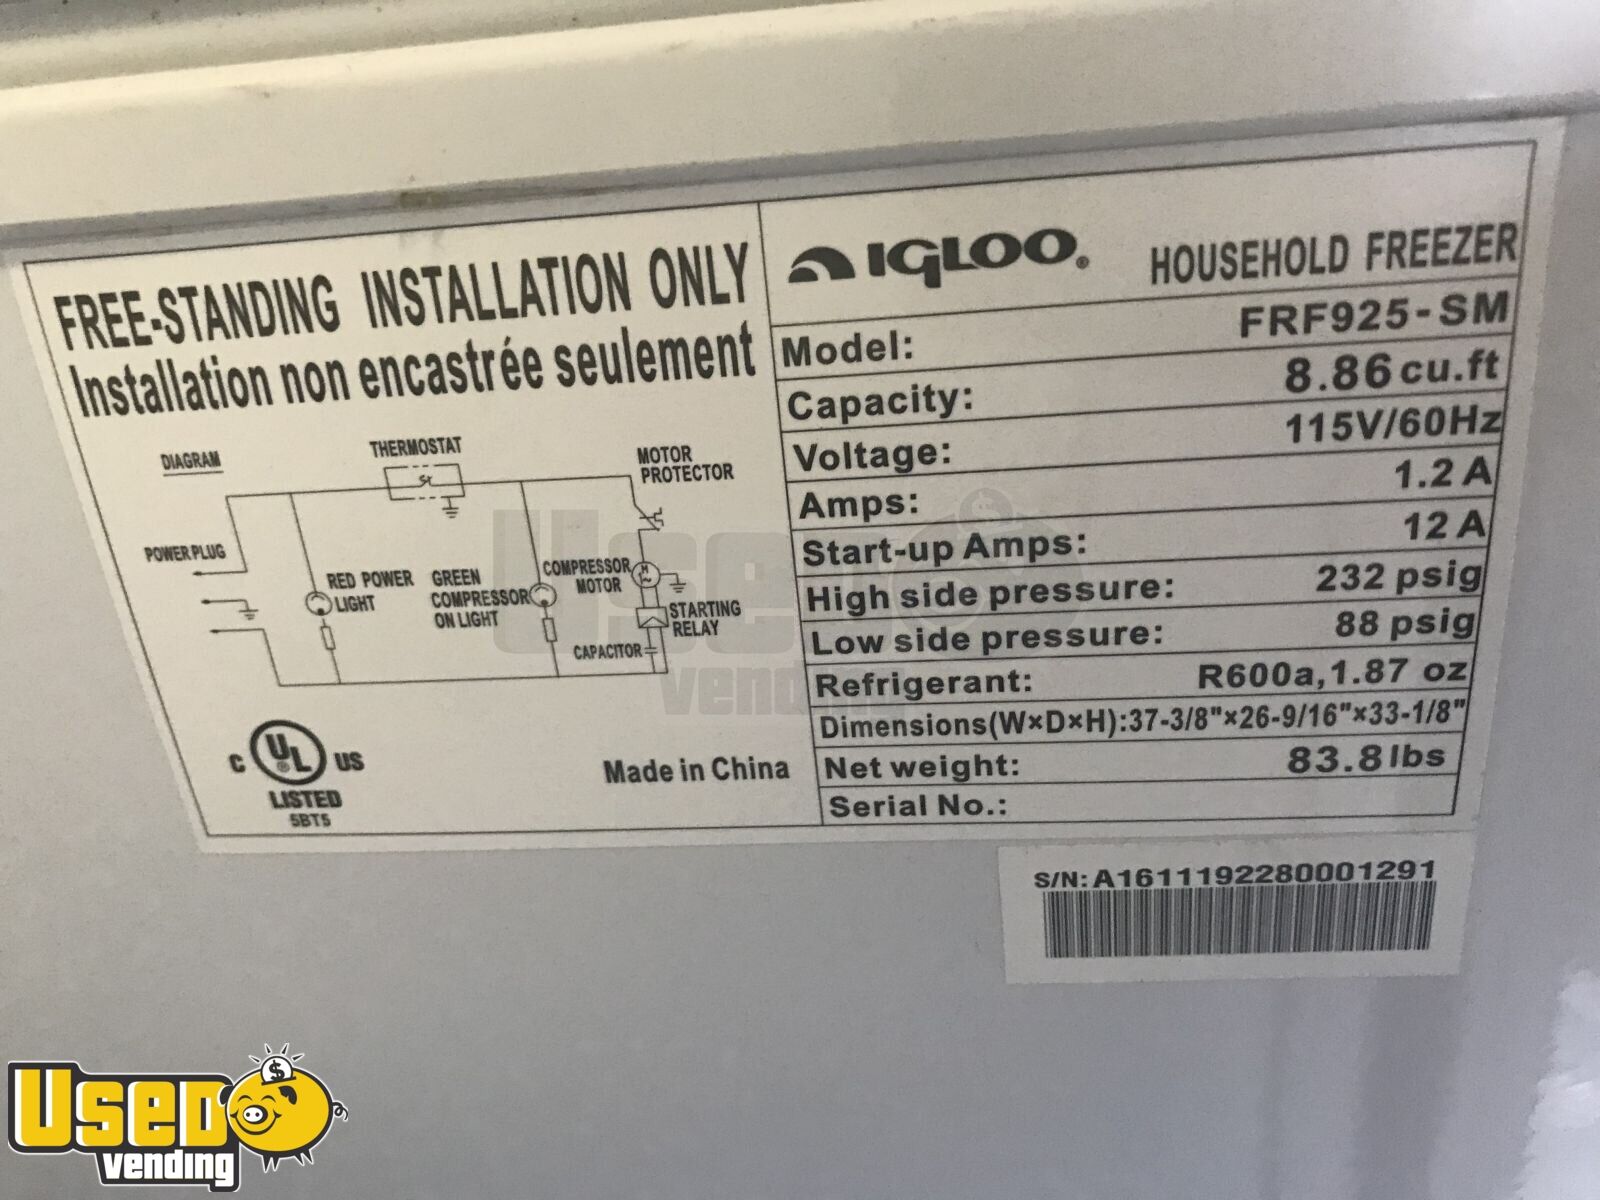 FREE-STANDING INSTALLATION ONLY
Installation non encastrée seulement
DIAGRAM
THERMOSTAT
MOTOR
PROTECTOR
POWER PLUG
RED POWER
LIGHT
GREEN
COMPRESSOR
ON LIGHT
COMPRESSOR
MOTOR
M
STARTING
RELAY
CAPACITOR
C UL ® US
LISTED
5BT5
Made in China
IGLOO®
HOUSEHOLD FREEZER
Model: FRF925-SM
Capacity: 8.86 cu.ft
Voltage: 115V/60Hz
Amps: 1.2 A
Start-up Amps: 12 A
High side pressure: 232 psig
Low side pressure: 88 psig
Refrigerant: R600a,1.87 oz
Dimensions(W×D×H):37-3/8"×26-9/16"×33-1/8"
Net weight: 83.8 lbs
Serial No.:
S/N: A1611192280001291
Used
vending
$
USED
vending